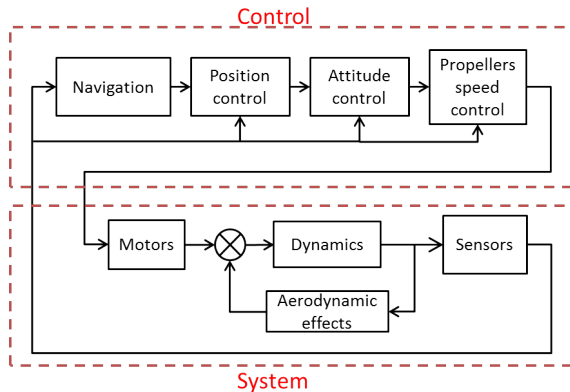 Control
Navigation
Position
control
Attitude
control
Propellers
speed
control
Motors
Dynamics
Sensors
Aerodynamic
effects
System